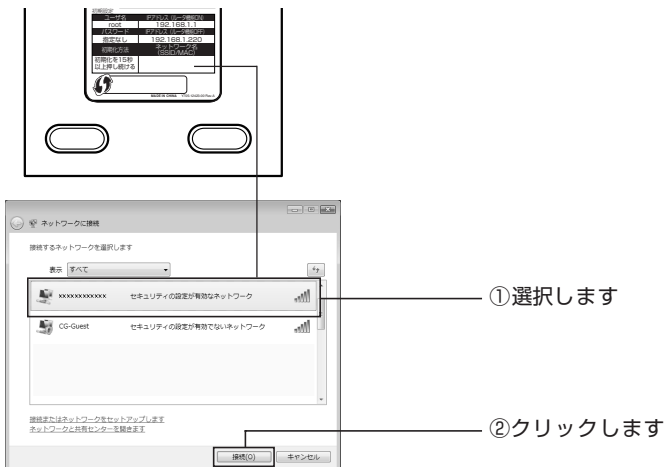 初期設定
ユーザ名 IPアドレス (ルータ機能ON)
root 192.168.1.1
パスワード IPアドレス (ルータ機能OFF)
指定なし 192.168.1.220
初期化方法 ネットワーク名
(SSID/MAC)
初期化を15秒
以上押し続ける
MADE IN CHINA
ネットワークに接続
接続するネットワークを選択します
表示 すべて
xxxxxxxxxxxx セキュリティの設定が有効なネットワーク
①選択します
CG-Guest セキュリティの設定が有効でないネットワーク
接続またはネットワークをセットアップします
ネットワークと共有センターを開きます
②クリックします
接続(O) キャンセル